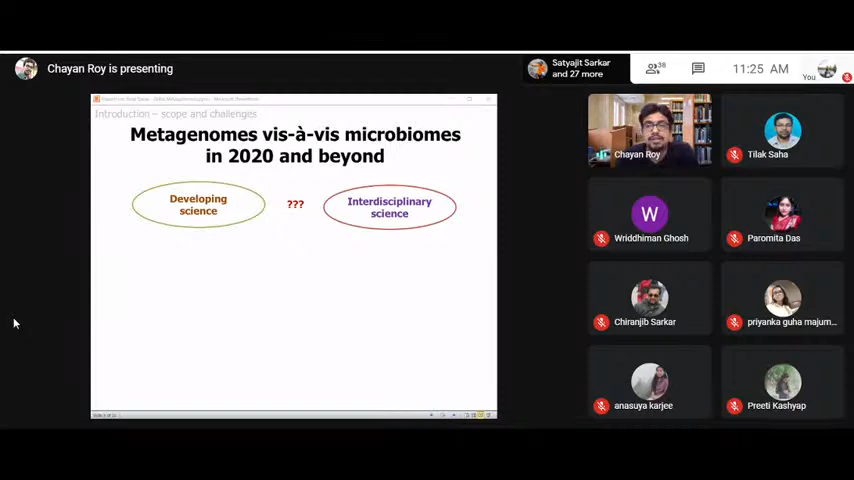 Chayan Roy is presenting
Satyajit Sarkar
and 27 more
38
11:25 AM
You
Introduction – scope and challenges
Metagenomes vis-à-vis microbiomes
in 2020 and beyond
Developing
science
???
Interdisciplinary
science
Chayan Roy
Tilak Saha
W
Wriddhiman Ghosh
Paromita Das
Chiranjib Sarkar
priyanka guha majum...
anasuya karjee
Preeti Kashyap